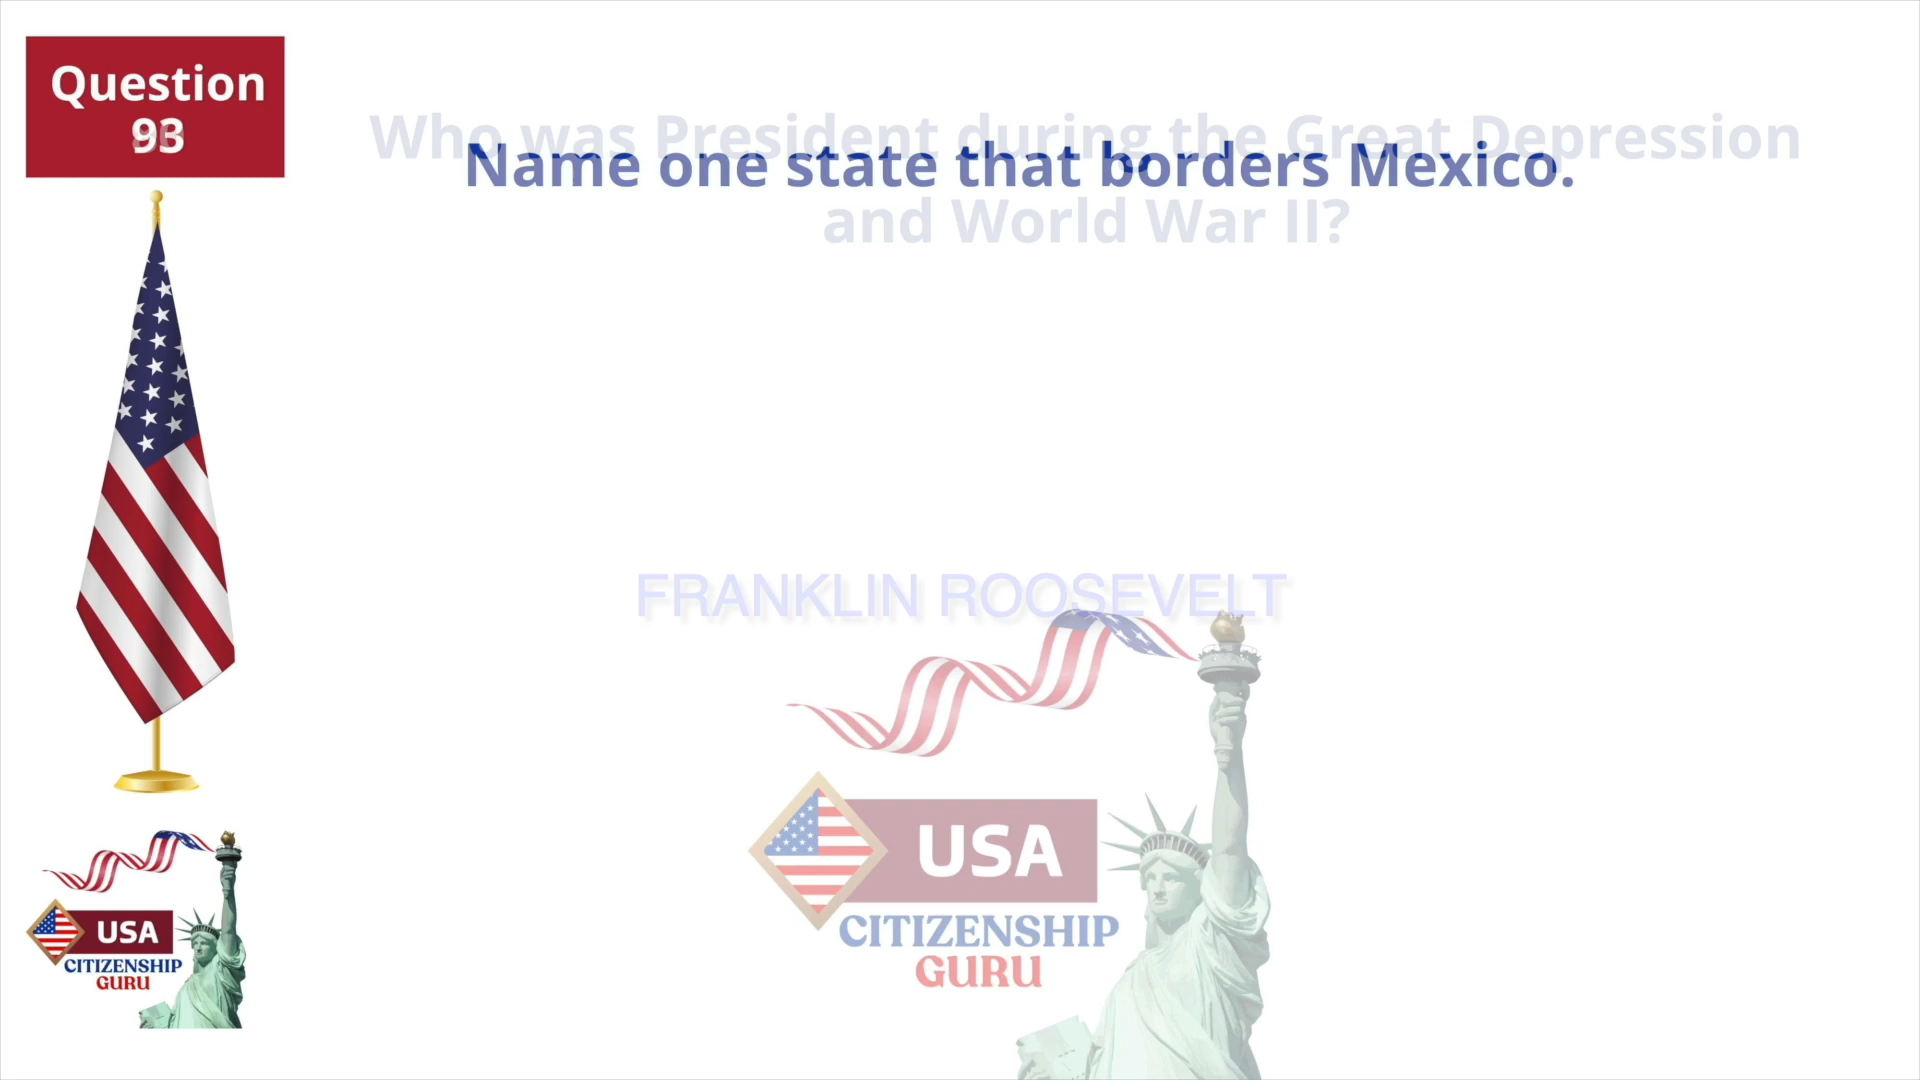 Question
93
Who was President during the Great Depression
Name one state that borders Mexico.
and World War II?
FRANKLIN ROOSEVELT
USA
CITIZENSHIP
GURU
USA
CITIZENSHIP
GURU